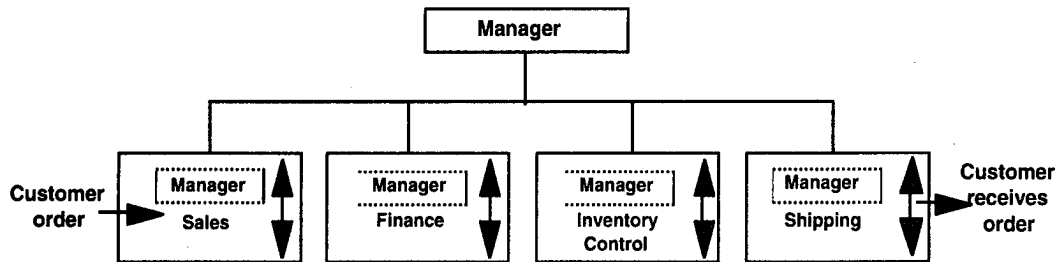 Manager
Customer
order
Manager
Sales
Manager
Finance
Manager
Inventory
Control
Manager
Shipping
Customer
receives
order